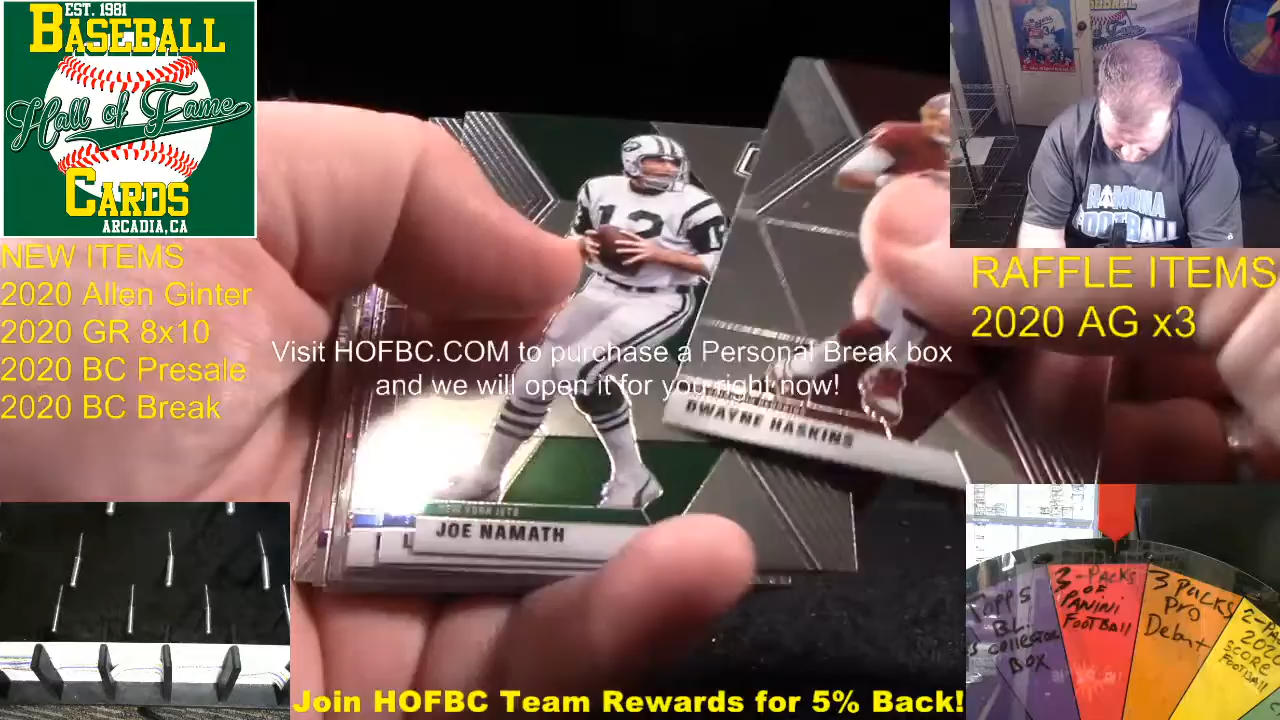 EST. 1981
BASEBALL
Hall of Fame
CARDS
ARCADIA, CA
NEW ITEMS
2020 Allen Ginter
2020 GR 8x10
2020 BC Presale
2020 BC Break
Visit HOFBC.COM to purchase a Personal Break box
and we will open it for you right now!
12
NEW YORK JETS
JOE NAMATH
DWAYNE HASKINS
34
RAMONA
FOOTBALL
RAFFLE ITEMS
2020 AG x3
BL.
COLLECTOR
BOX
3-PACKS
OF
PANINI
FOOTBALL
3 PACKS
PRO
Debut
SCORE
FOOTBALL
Join HOFBC Team Rewards for 5% Back!